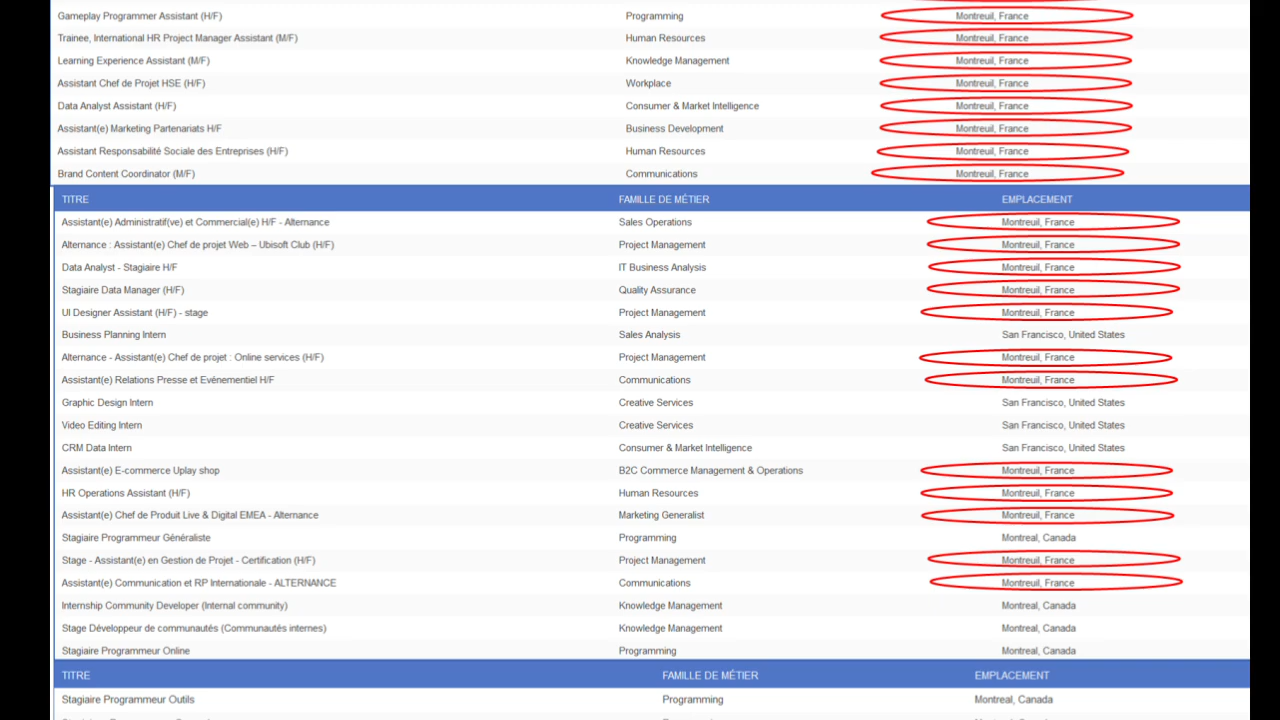 Gameplay Programmer Assistant (H/F) Programming Montreuil, France
Trainee, International HR Project Manager Assistant (M/F) Human Resources Montreuil, France
Learning Experience Assistant (M/F) Knowledge Management Montreuil, France
Assistant Chef de Projet HSE (H/F) Workplace Montreuil, France
Data Analyst Assistant (H/F) Consumer & Market Intelligence Montreuil, France
Assistant(e) Marketing Partenariats H/F Business Development Montreuil, France
Assistant Responsabilité Sociale des Entreprises (H/F) Human Resources Montreuil, France
Brand Content Coordinator (M/F) Communications Montreuil, France
TITRE FAMILLE DE MÉTIER EMPLACEMENT
Assistant(e) Administratif(ve) et Commercial(e) H/F - Alternance Sales Operations Montreuil, France
Alternance : Assistant(e) Chef de projet Web – Ubisoft Club (H/F) Project Management Montreuil, France
Data Analyst - Stagiaire H/F IT Business Analysis Montreuil, France
Stagiaire Data Manager (H/F) Quality Assurance Montreuil, France
UI Designer Assistant (H/F) - stage Project Management Montreuil, France
Business Planning Intern Sales Analysis San Francisco, United States
Alternance - Assistant(e) Chef de projet : Online services (H/F) Project Management Montreuil, France
Assistant(e) Relations Presse et Evénementiel H/F Communications Montreuil, France
Graphic Design Intern Creative Services San Francisco, United States
Video Editing Intern Creative Services San Francisco, United States
CRM Data Intern Consumer & Market Intelligence San Francisco, United States
Assistant(e) E-commerce Uplay shop B2C Commerce Management & Operations Montreuil, France
HR Operations Assistant (H/F) Human Resources Montreuil, France
Assistant(e) Chef de Produit Live & Digital EMEA - Alternance Marketing Generalist Montreuil, France
Stagiaire Programmeur Généraliste Programming Montreal, Canada
Stage - Assistant(e) en Gestion de Projet - Certification (H/F) Project Management Montreuil, France
Assistant(e) Communication et RP Internationale - ALTERNANCE Communications Montreuil, France
Internship Community Developer (Internal community) Knowledge Management Montreal, Canada
Stage Développeur de communautés (Communautés internes) Knowledge Management Montreal, Canada
Stagiaire Programmeur Online Programming Montreal, Canada
TITRE FAMILLE DE MÉTIER EMPLACEMENT
Stagiaire Programmeur Outils Programming Montreal, Canada